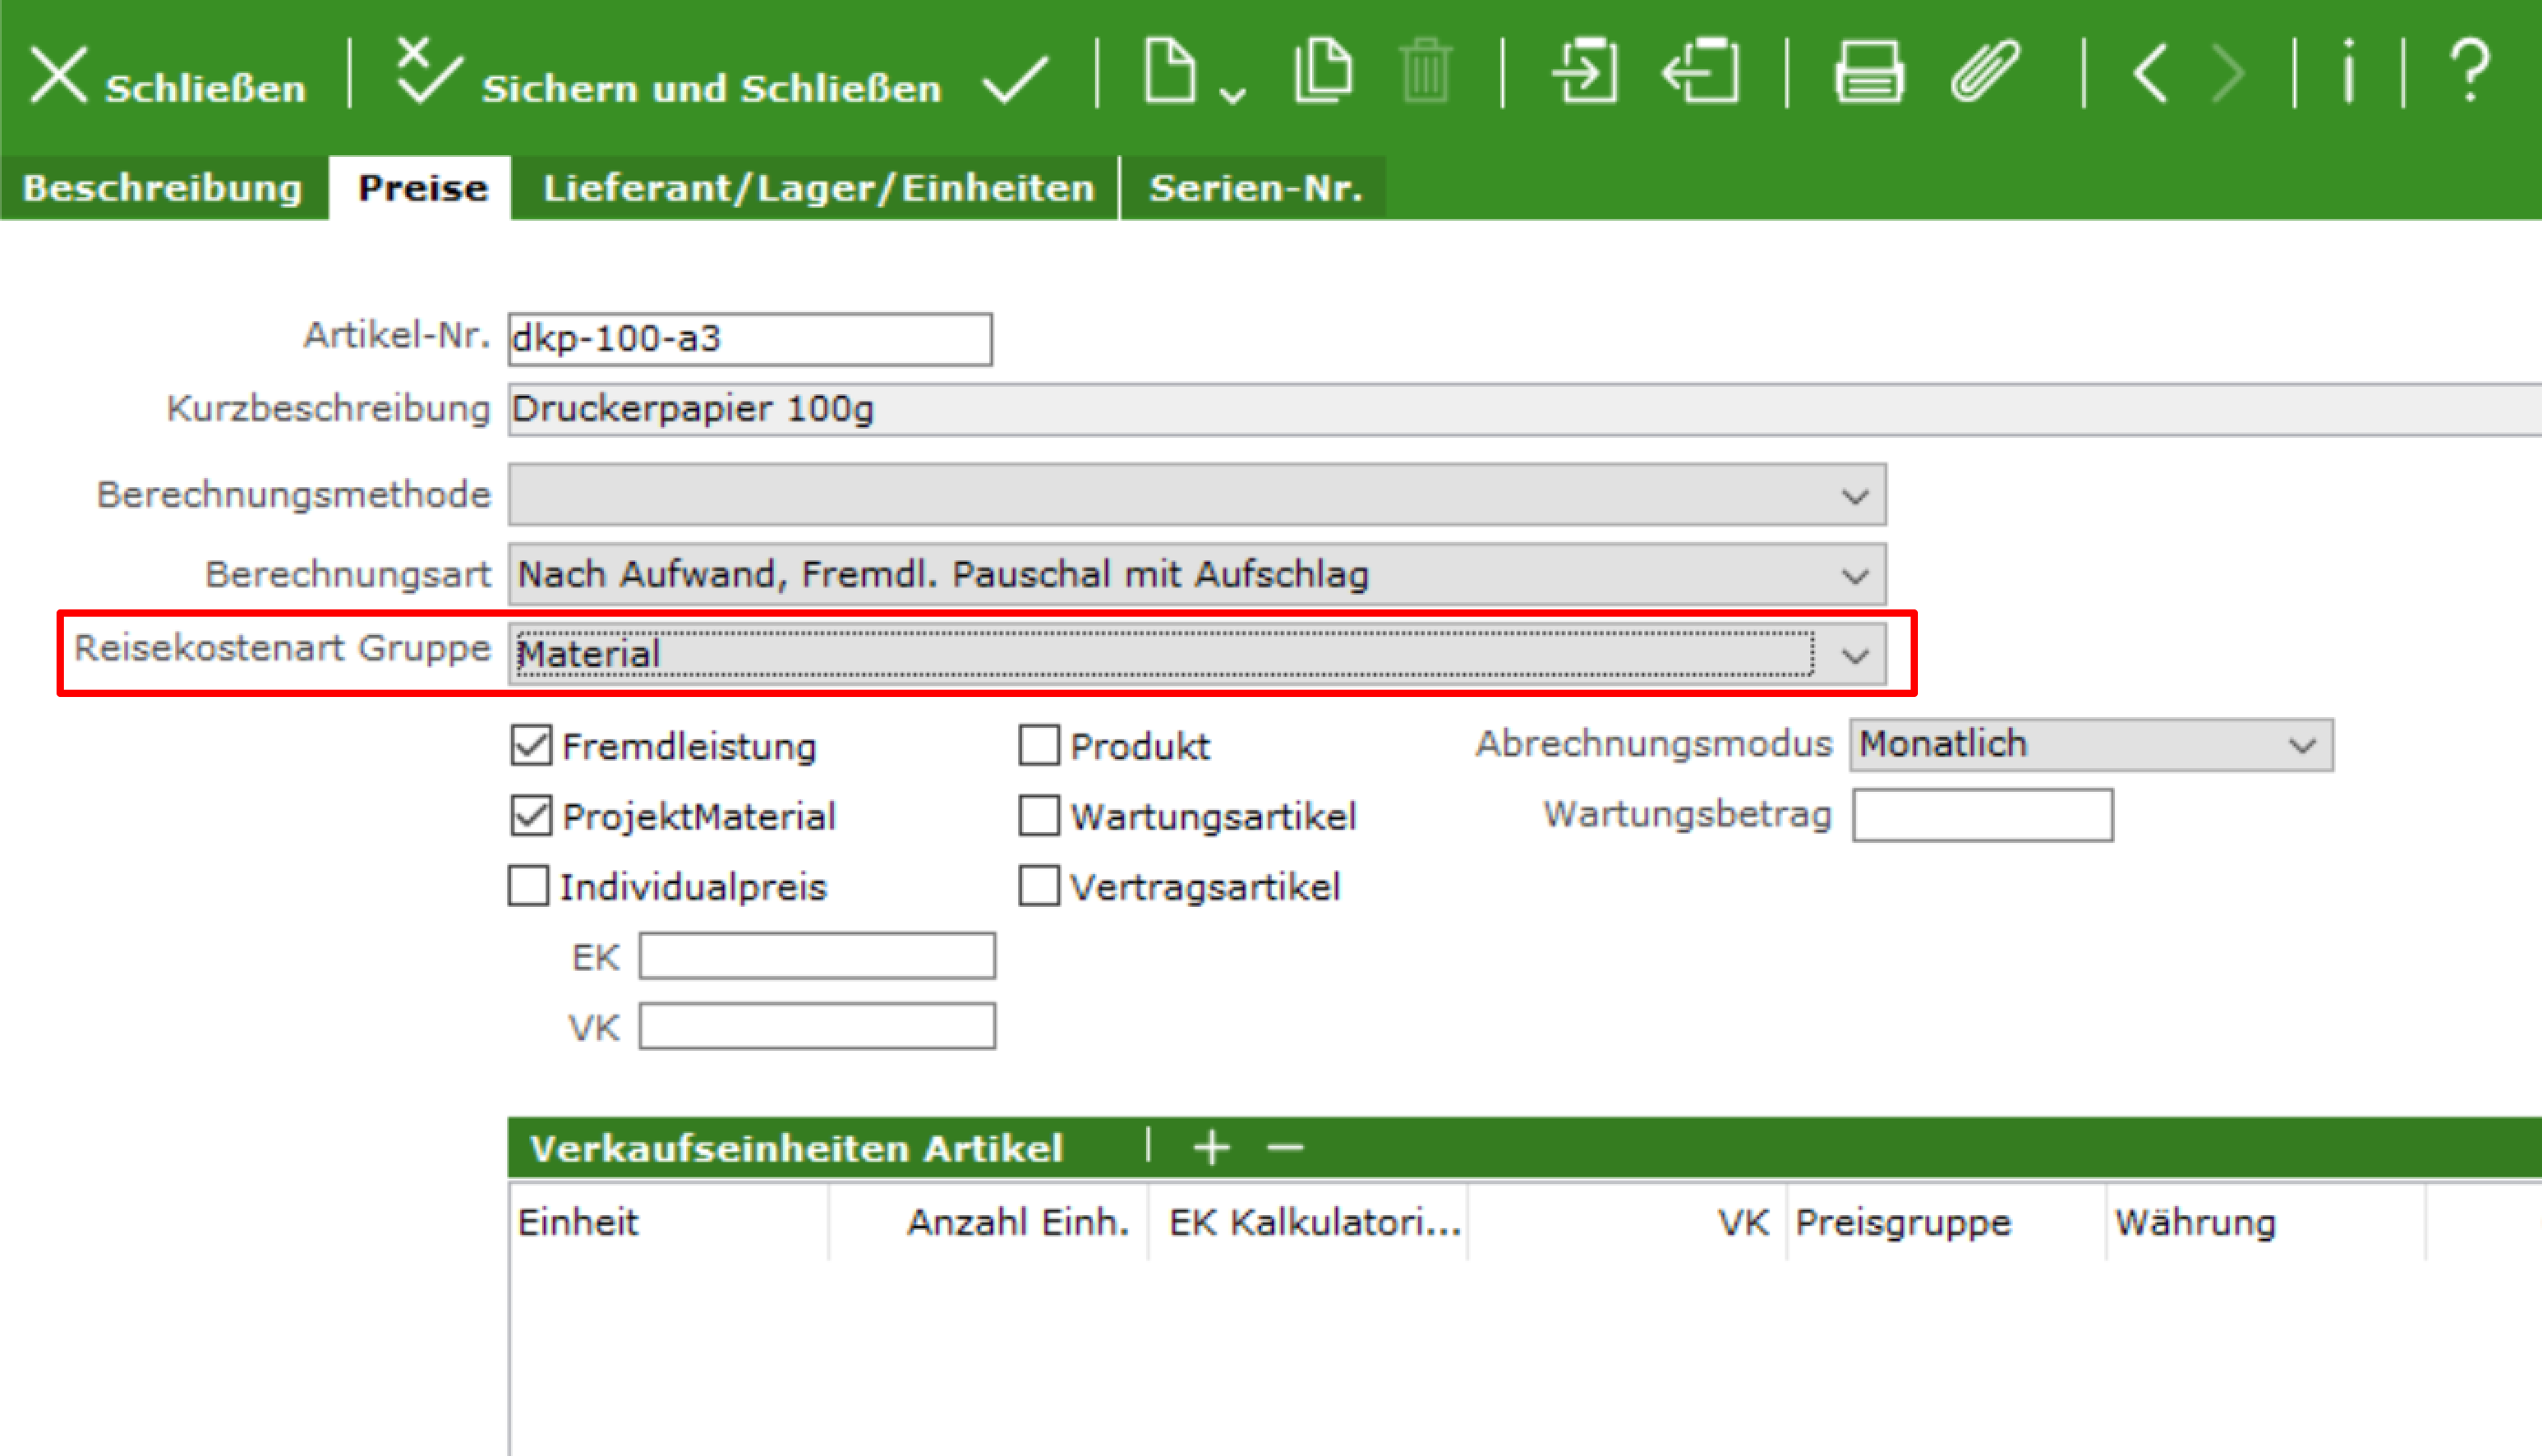 Schließen | Sichern und Schließen
Beschreibung Preise Lieferant/Lager/Einheiten Serien-Nr.
Artikel-Nr. dkp-100-a3
Kurzbeschreibung Druckerpapier 100g
Berechnungsmethode
Berechnungsart Nach Aufwand, Fremdl. Pauschal mit Aufschlag
Reisekostenart Gruppe Material
Fremdleistung Produkt Abrechnungsmodus Monatlich
ProjektMaterial Wartungsartikel Wartungsbetrag
Individualpreis Vertragsartikel
EK
VK
Verkaufseinheiten Artikel | + −
Einheit Anzahl Einh. EK Kalkulatori... VK Preisgruppe Währung